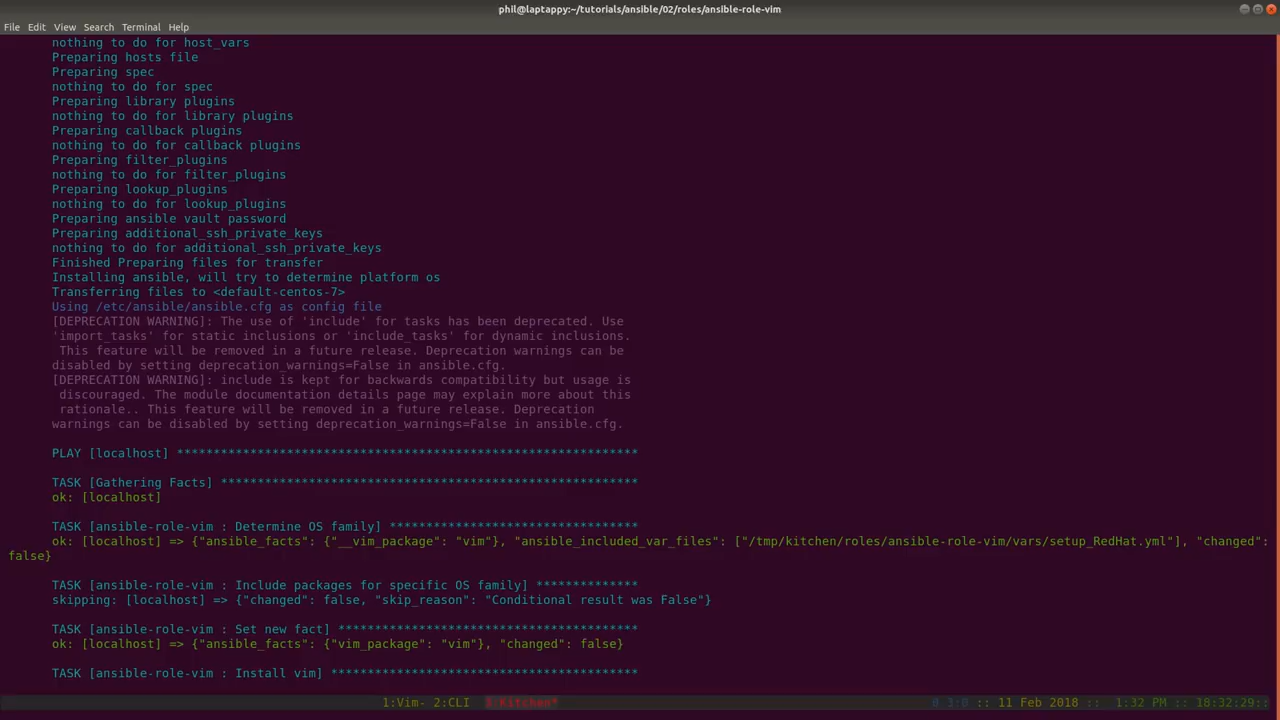 phil@laptappy:~/tutorials/ansible/02/roles/ansible-role-vim
File Edit View Search Terminal Help
nothing to do for host_vars
Preparing hosts file
Preparing spec
nothing to do for spec
Preparing library plugins
nothing to do for library plugins
Preparing callback plugins
nothing to do for callback plugins
Preparing filter_plugins
nothing to do for filter_plugins
Preparing lookup_plugins
nothing to do for lookup_plugins
Preparing ansible vault password
Preparing additional_ssh_private_keys
nothing to do for additional_ssh_private_keys
Finished Preparing files for transfer
Installing ansible, will try to determine platform os
Transferring files to <default-centos-7>
Using /etc/ansible/ansible.cfg as config file
[DEPRECATION WARNING]: The use of 'include' for tasks has been deprecated. Use
'import_tasks' for static inclusions or 'include_tasks' for dynamic inclusions.
This feature will be removed in a future release. Deprecation warnings can be
disabled by setting deprecation_warnings=False in ansible.cfg.
[DEPRECATION WARNING]: include is kept for backwards compatibility but usage is
discouraged. The module documentation details page may explain more about this
rationale.. This feature will be removed in a future release. Deprecation
warnings can be disabled by setting deprecation_warnings=False in ansible.cfg.
PLAY [localhost] ***************************************************************
TASK [Gathering Facts] *********************************************************
ok: [localhost]
TASK [ansible-role-vim : Determine OS family] **********************************
ok: [localhost] => {"ansible_facts": {"__vim_package": "vim"}, "ansible_included_var_files": ["/tmp/kitchen/roles/ansible-role-vim/vars/setup_RedHat.yml"], "changed":
false}
TASK [ansible-role-vim : Include packages for specific OS family] **************
skipping: [localhost] => {"changed": false, "skip_reason": "Conditional result was False"}
TASK [ansible-role-vim : Set new fact] *****************************************
ok: [localhost] => {"ansible_facts": {"vim_package": "vim"}, "changed": false}
TASK [ansible-role-vim : Install vim] ******************************************
1:Vim- 2:CLI 3:Kitchen* :: 11 Feb 2018 :: 1:32 PM :: 18:32:29::